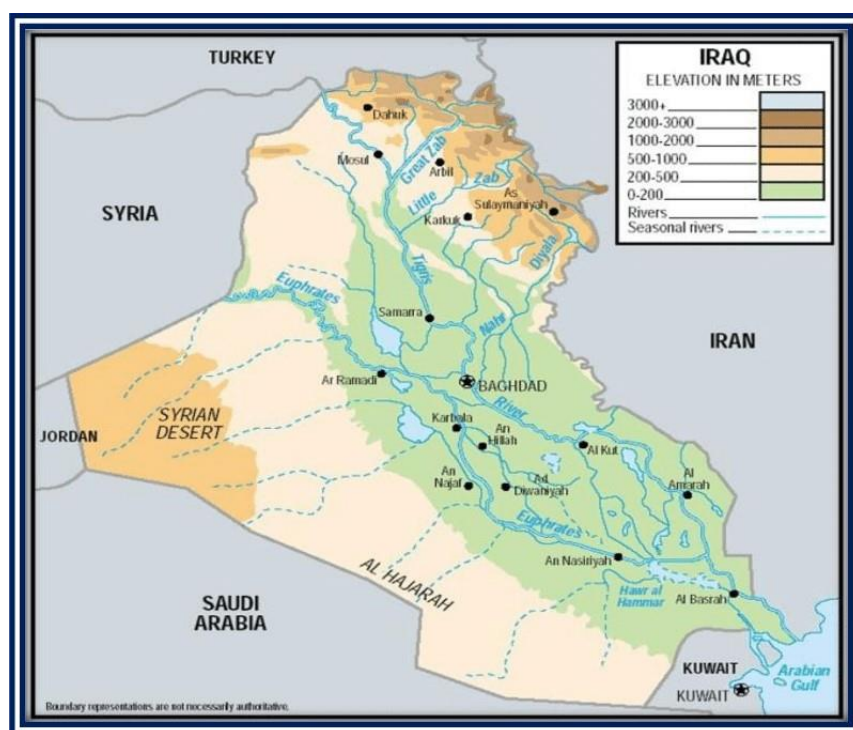 IRAQ
ELEVATION IN METERS
3000+
2000-3000
1000-2000
500-1000
200-500
0-200
Rivers
Seasonal rivers
TURKEY
SYRIA
JORDAN
SAUDI
ARABIA
IRAN
KUWAIT
KUWAIT
Arabian
Gulf
Dahuk
Mosul
Great Zab
Arbil
Little
Zab
As
Sulaymaniyah
Karkuk
Tigris
Diyala
Nahr
Euphrates
Samarra
Ar Ramadi
BAGHDAD
River
SYRIAN
DESERT
Karbala
An
Hillah
Al Kut
An
Najaf
Ad
Diwaniyah
Al
Amarah
Euphrates
An Nasiriyah
AL HAJARAH
Hawr al
Hammar
Al Basrah
Boundary representations are not necessarily authoritative.